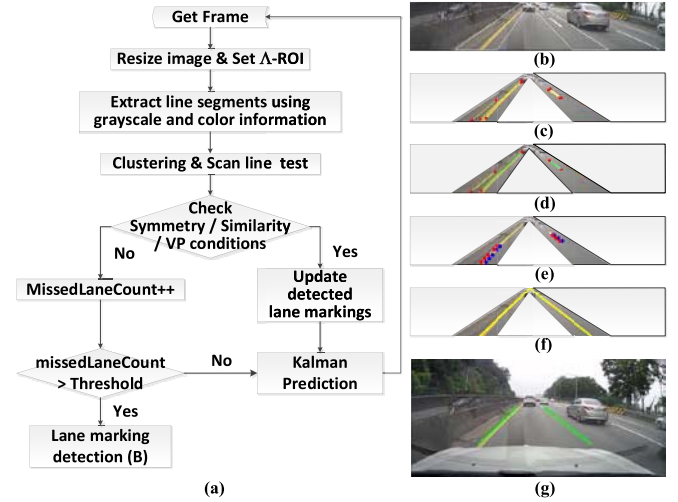 Get Frame
Resize image & Set Λ-ROI
Extract line segments using
grayscale and color information
Clustering & Scan line test
Check
Symmetry / Similarity
/ VP conditions
No
Yes
MissedLaneCount++
Update
detected
lane markings
missedLaneCount
> Threshold
No
Kalman
Prediction
Yes
Lane marking
detection (B)
(a)
(b)
(c)
(d)
(e)
(f)
(g)